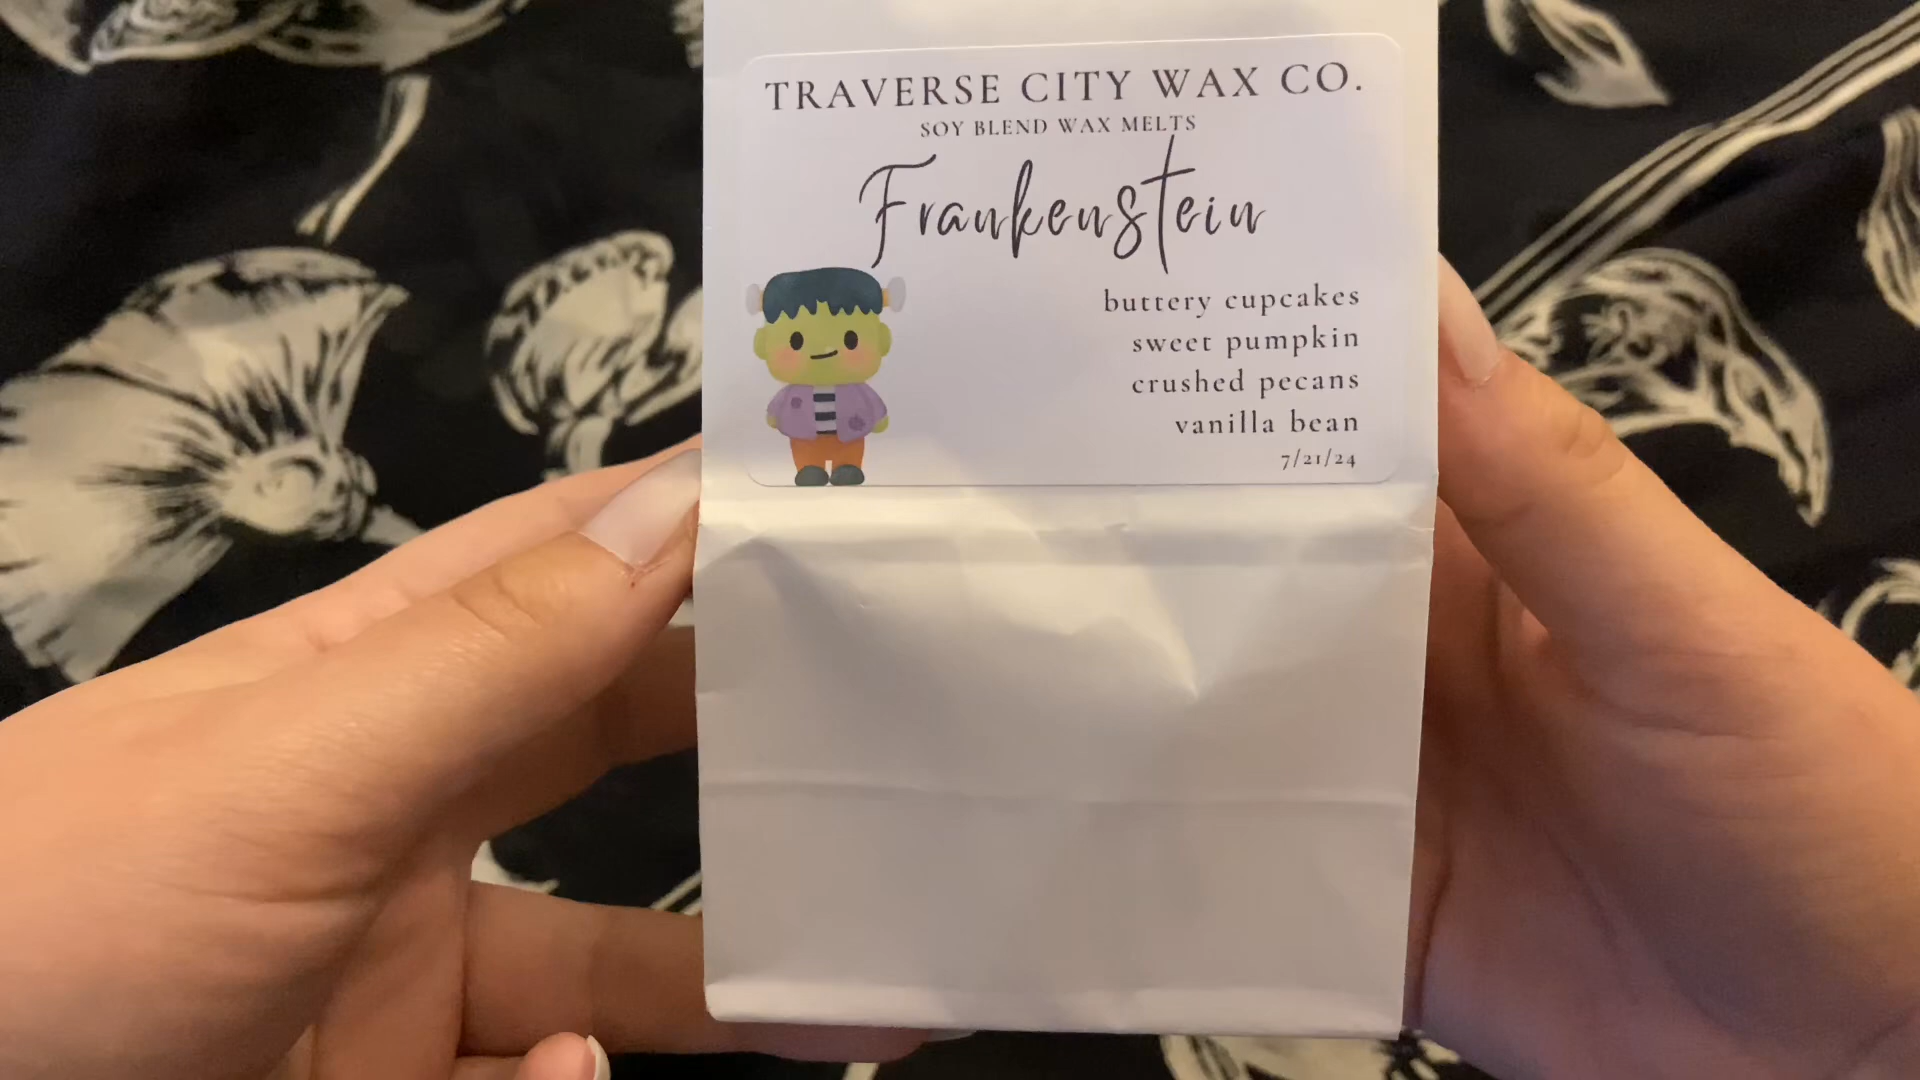 TRAVERSE CITY WAX CO.
SOY BLEND WAX MELTS
Frankenstein
buttery cupcakes
sweet pumpkin
crushed pecans
vanilla bean
7/21/24